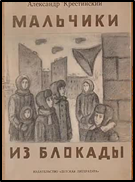 Александр Крестинский
МАЛЬЧИКИ
ИЗ БЛОКАДЫ
ИЗДАТЕЛЬСТВО «ДЕТСКАЯ ЛИТЕРАТУРА»